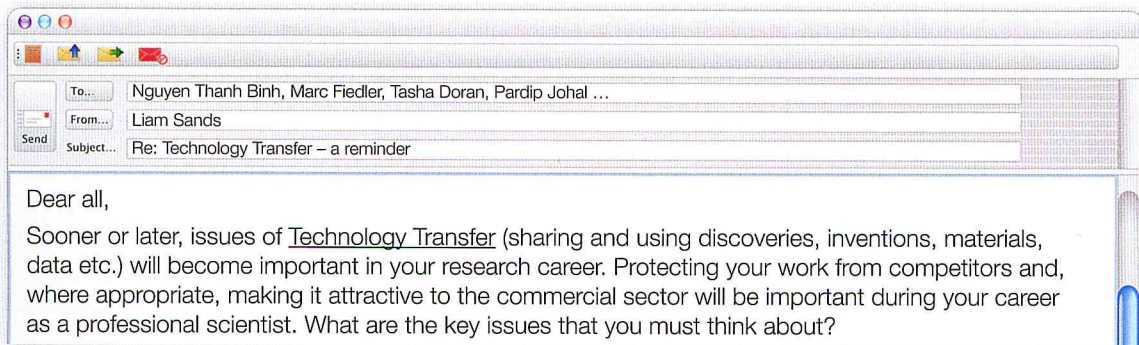 To...
Nguyen Thanh Binh, Marc Fiedler, Tasha Doran, Pardip Johal ...
From...
Liam Sands
Send
Subject...
Re: Technology Transfer – a reminder
Dear all,
Sooner or later, issues of Technology Transfer (sharing and using discoveries, inventions, materials,
data etc.) will become important in your research career. Protecting your work from competitors and,
where appropriate, making it attractive to the commercial sector will be important during your career
as a professional scientist. What are the key issues that you must think about?